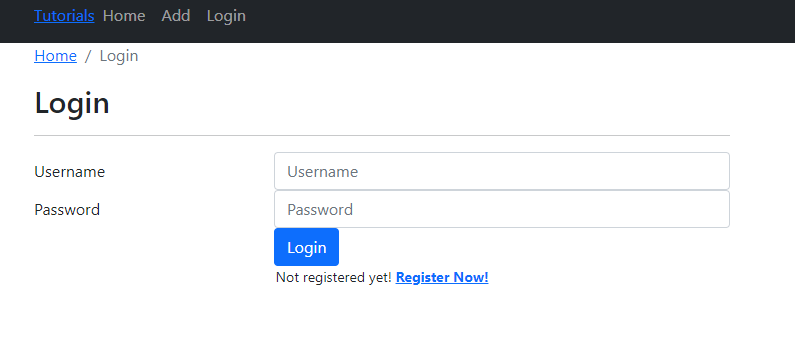 Tutorials Home Add Login
Home / Login
Login
Username Username
Password Password
Login
Not registered yet! Register Now!